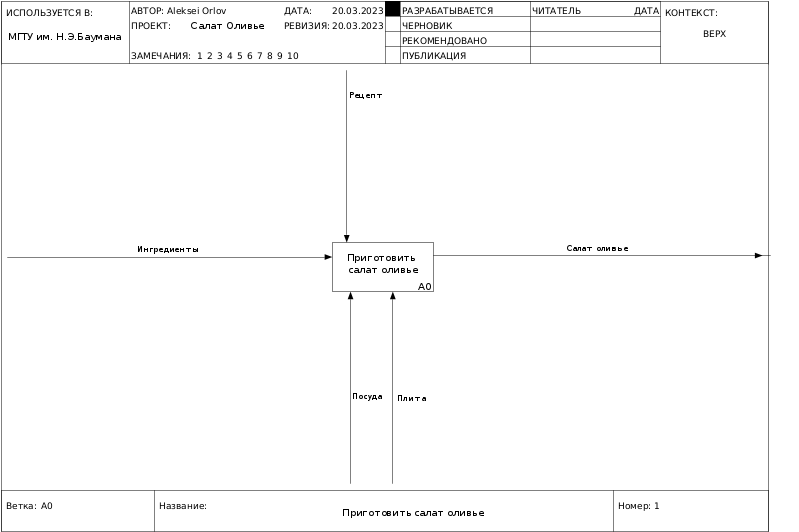 ИСПОЛЬЗУЕТСЯ В:
МГТУ им. Н.Э.Баумана
АВТОР: Aleksei Orlov
ДАТА: 20.03.2023
ПРОЕКТ: Салат Оливье
РЕВИЗИЯ: 20.03.2023
ЗАМЕЧАНИЯ: 1 2 3 4 5 6 7 8 9 10
РАЗРАБАТЫВАЕТСЯ
ЧЕРНОВИК
РЕКОМЕНДОВАНО
ПУБЛИКАЦИЯ
ЧИТАТЕЛЬ ДАТА
КОНТЕКСТ:
ВЕРХ
Рецепт
Ингредиенты
Приготовить
салат оливье
A0
Салат оливье
Посуда
Плита
Ветка: A0
Название:
Приготовить салат оливье
Номер: 1